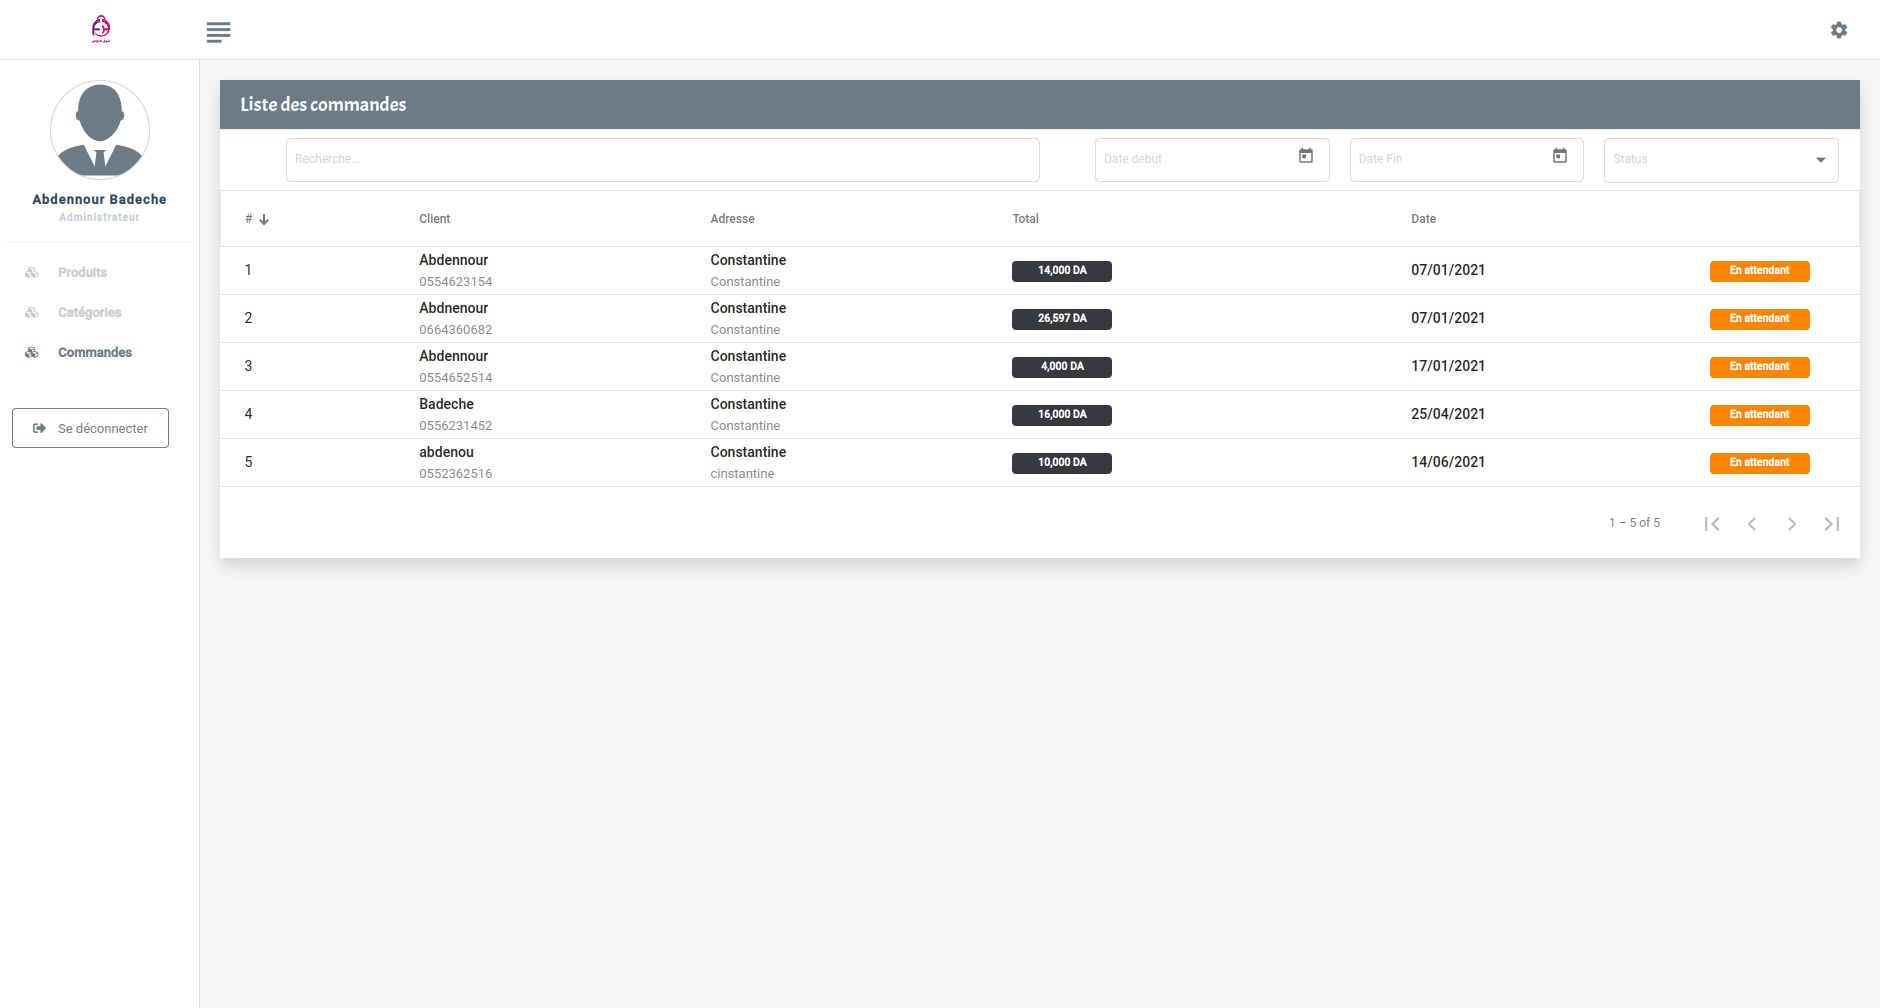 Abdennour Badeche
Administrateur
Produits
Catégories
Commandes
Se déconnecter
Liste des commandes
Recherche...
Date début
Date Fin
Status
# Client Adresse Total Date
1 Abdennour Constantine 14,000 DA 07/01/2021 En attendant
0554623154 Constantine
2 Abdnenour Constantine 26,597 DA 07/01/2021 En attendant
0664360682 Constantine
3 Abdennour Constantine 4,000 DA 17/01/2021 En attendant
0554652514 Constantine
4 Badeche Constantine 16,000 DA 25/04/2021 En attendant
0556231452 Constantine
5 abdenou Constantine 10,000 DA 14/06/2021 En attendant
0552362516 cinstantine
1 – 5 of 5